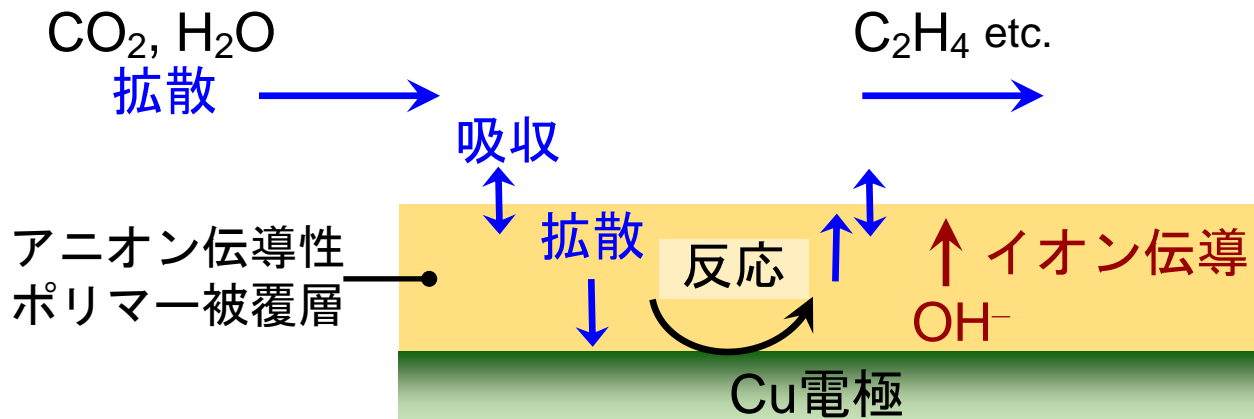 CO₂, H₂O
拡散
C₂H₄ etc.
吸収
アニオン伝導性
ポリマー被覆層
拡散
反応
イオン伝導
OH⁻
Cu電極